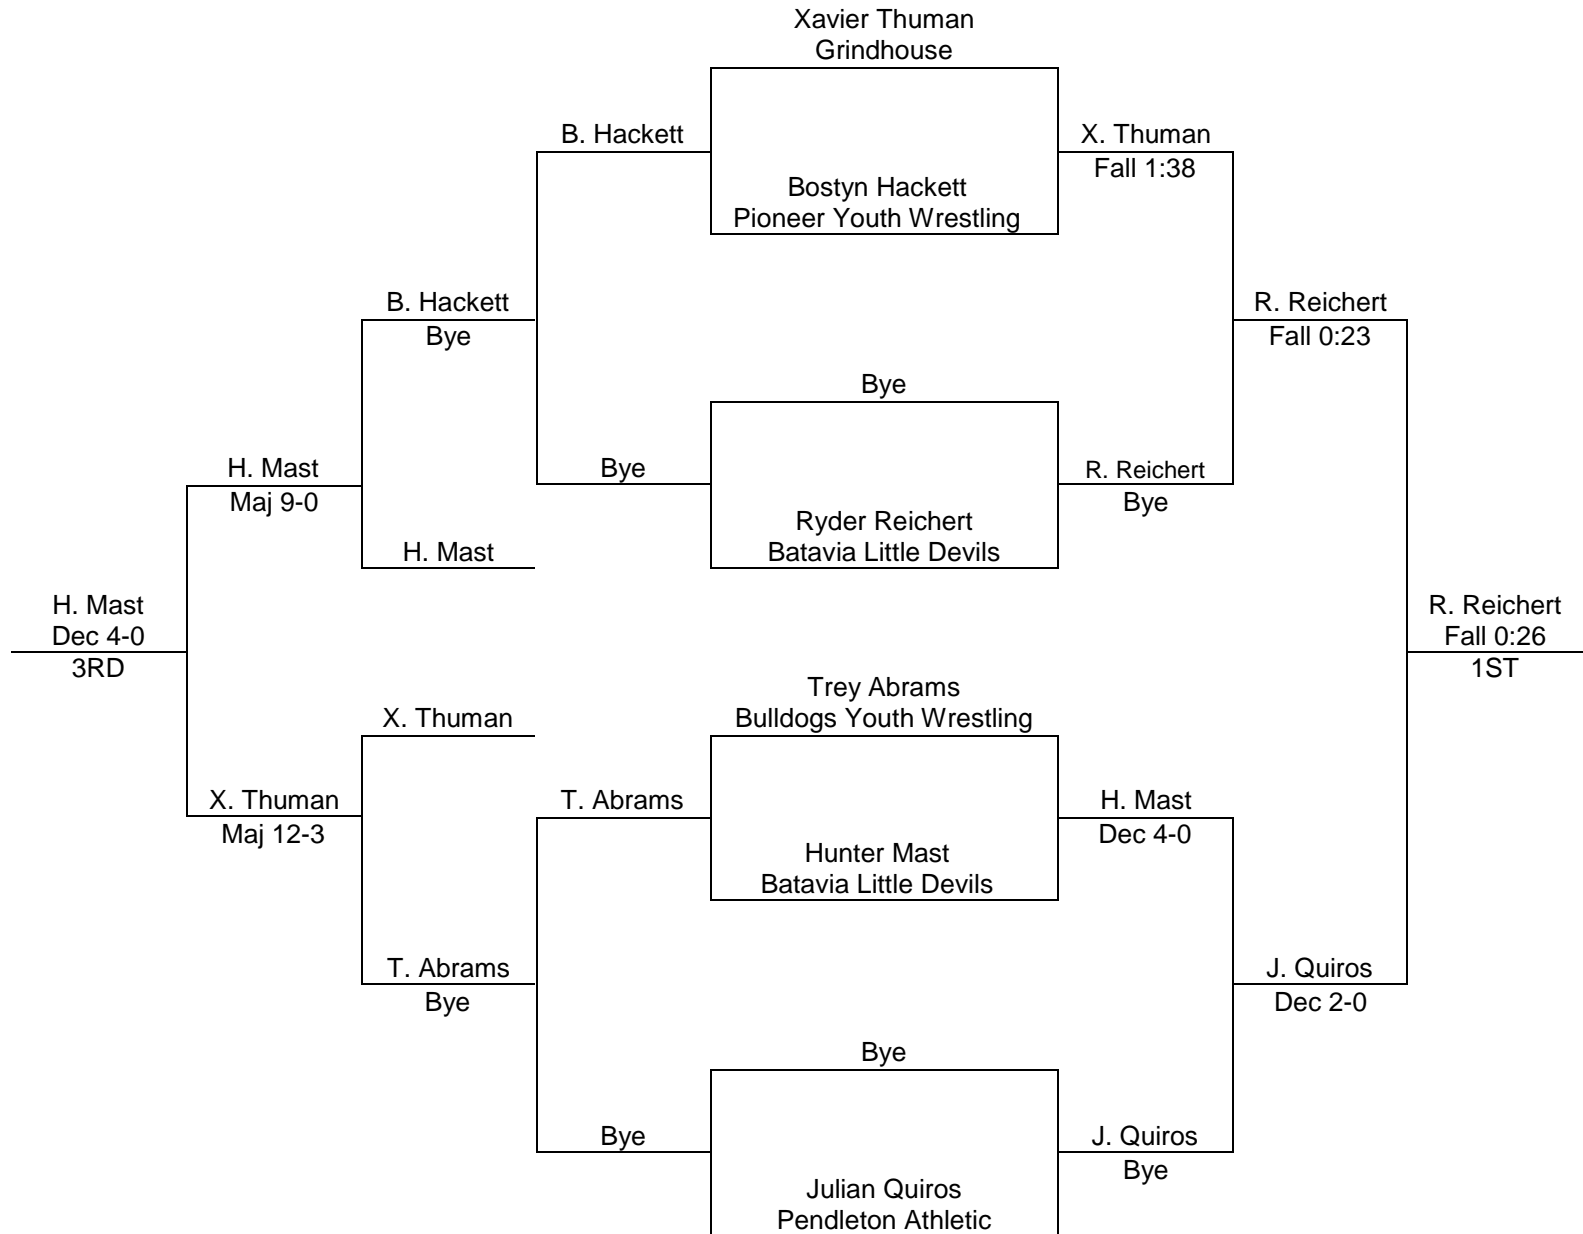 Xavier Thuman
Grindhouse
B. Hackett
X. Thuman
Fall 1:38
Bostyn Hackett
Pioneer Youth Wrestling
B. Hackett
Bye
R. Reichert
Fall 0:23
Bye
H. Mast
Maj 9-0
Bye
R. Reichert
Bye
Ryder Reichert
Batavia Little Devils
H. Mast
H. Mast
Dec 4-0
3RD
R. Reichert
Fall 0:26
1ST
Trey Abrams
Bulldogs Youth Wrestling
X. Thuman
X. Thuman
Maj 12-3
T. Abrams
H. Mast
Dec 4-0
Hunter Mast
Batavia Little Devils
T. Abrams
Bye
J. Quiros
Dec 2-0
Bye
Bye
J. Quiros
Bye
Julian Quiros
Pendleton Athletic